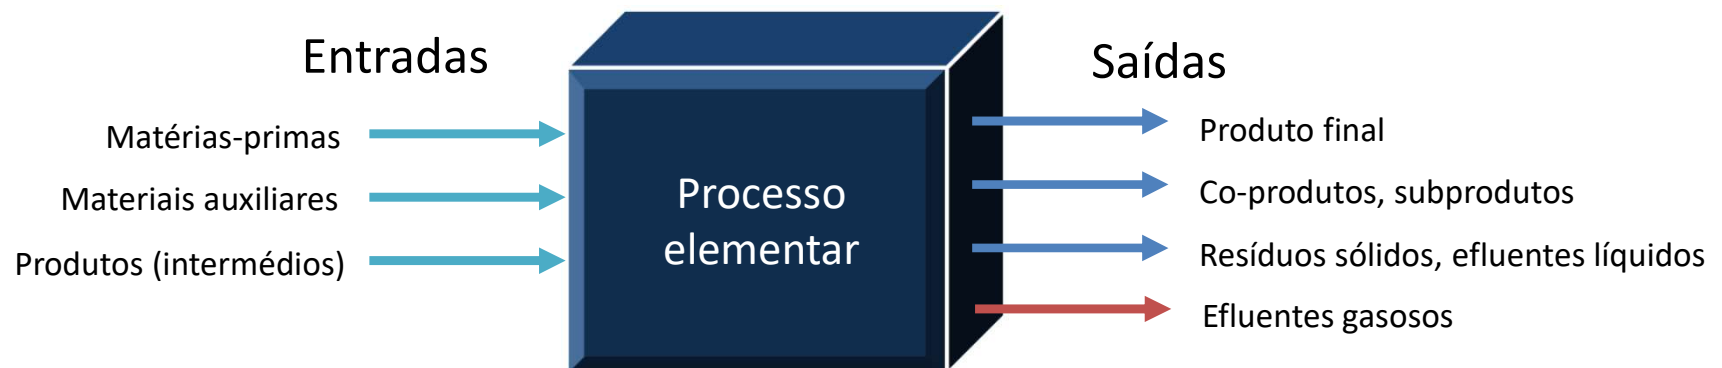 Entradas
Matérias-primas
Materiais auxiliares
Produtos (intermédios)
Processo
elementar
Saídas
Produto final
Co-produtos, subprodutos
Resíduos sólidos, efluentes líquidos
Efluentes gasosos